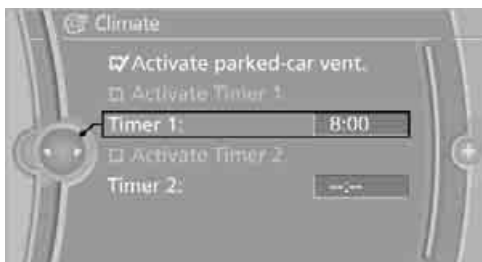 Climate
Activate parked-car vent.
Activate Timer 1
Timer 1: 8:00
Activate Timer 2
Timer 2: --:--